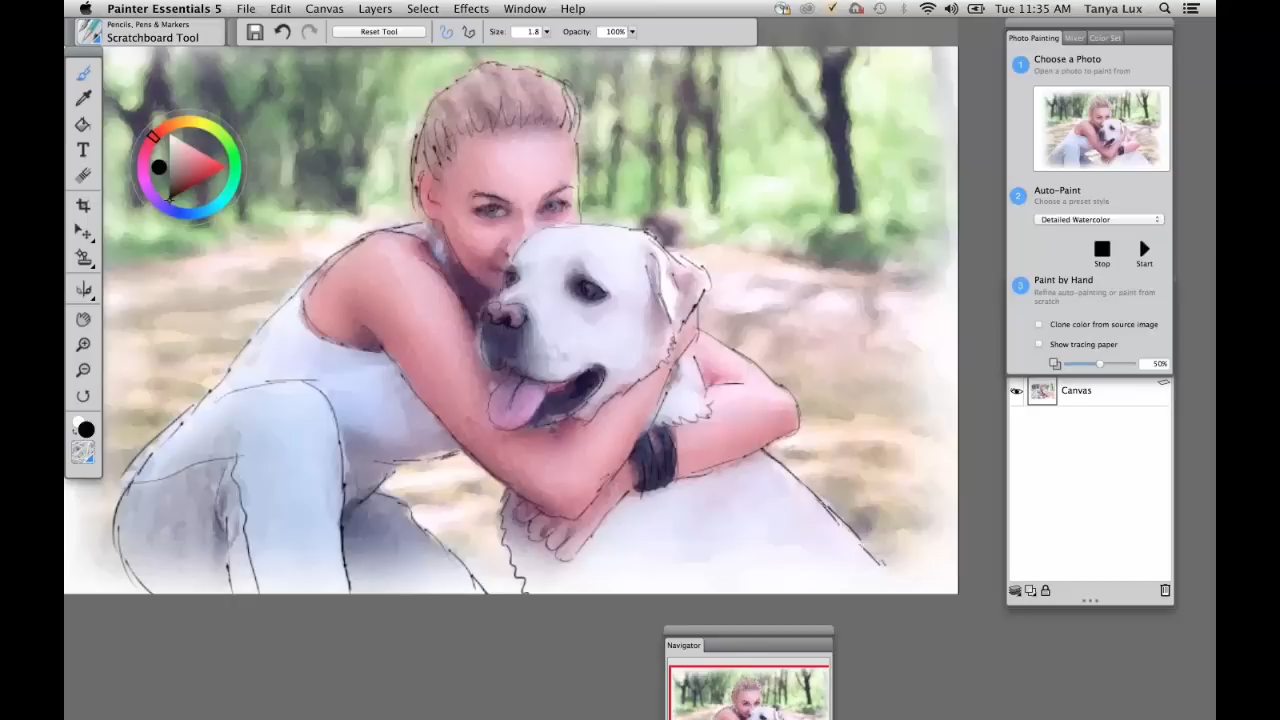 Painter Essentials 5 File Edit Canvas Layers Select Effects Window Help Tue 11:35 AM Tanya Lux
Pencils, Pens & Markers
Scratchboard Tool
Reset Tool Size: 1.8 Opacity: 100%
Photo Painting Mixer Color Set
1 Choose a Photo
Open a photo to paint from
2 Auto-Paint
Choose a preset style
Detailed Watercolor
Stop Start
3 Paint by Hand
Refine auto-painting or paint from
scratch
Clone color from source image
Show tracing paper
50%
Canvas
T
Navigator